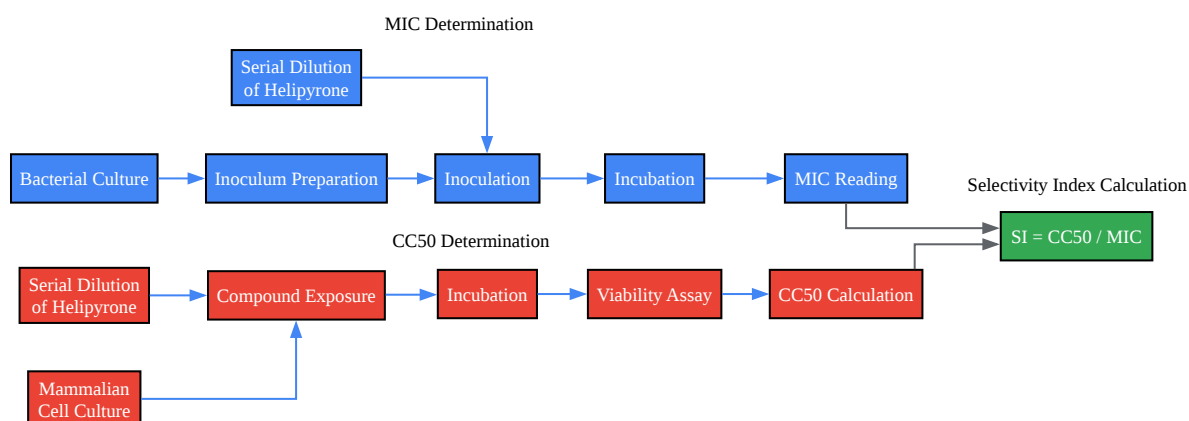 MIC Determination
Serial Dilution
of Helipyrone
Bacterial Culture
Inoculum Preparation
Inoculation
Incubation
MIC Reading
Selectivity Index Calculation
SI = CC50 / MIC
CC50 Determination
Serial Dilution
of Helipyrone
Compound Exposure
Incubation
Viability Assay
CC50 Calculation
Mammalian
Cell Culture